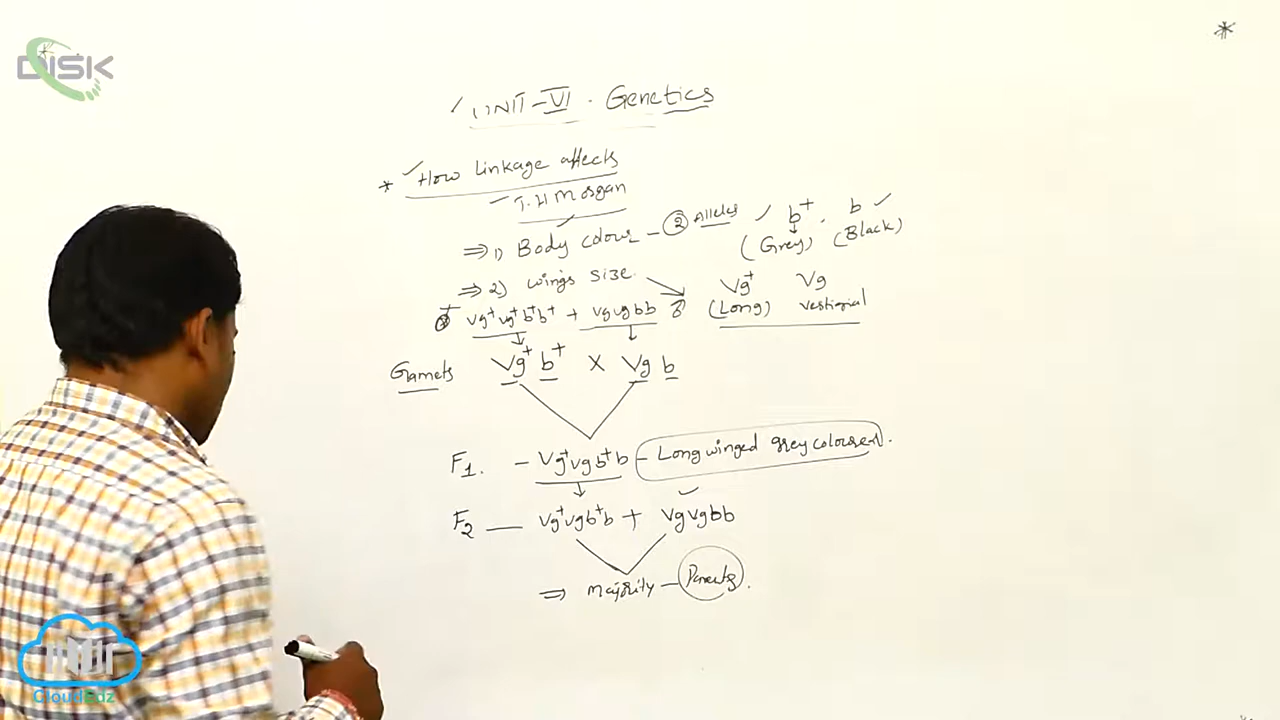 DISK
UNIT-VI. Genetics
* How linkage affects
- T.H Morgan
⇒ 1) Body colour - 2 Alleles b+, b
(Grey) (Black)
⇒ 2) wings size. Vg+ Vg
(Long) vestigial
vg+vg+b+b+ + vgvgbb
Gamets Vg+ b+ X Vg b
F1. - Vg+vgb+b - Long winged grey coloured.
F2 — vg+vgb+b + vgvgbb
⇒ majority - Parents.
CloudEdz